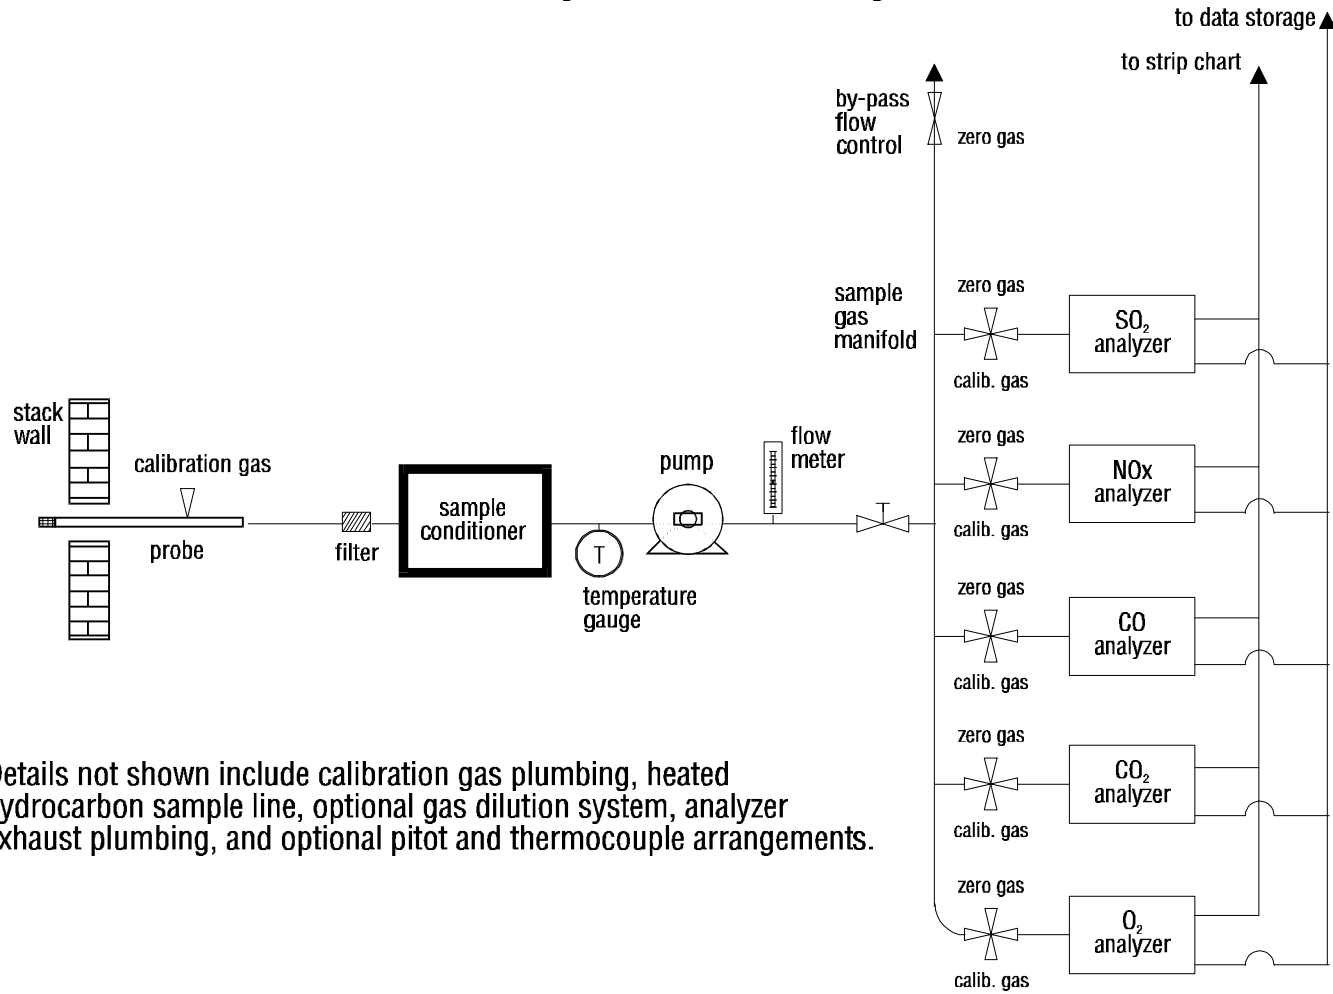 to data storage
to strip chart
by-pass
flow
control
zero gas
sample
gas
manifold
zero gas
calib. gas
SO₂
analyzer
stack
wall
calibration gas
probe
filter
sample
conditioner
T
temperature
gauge
pump
flow
meter
zero gas
calib. gas
NOx
analyzer
zero gas
calib. gas
CO
analyzer
zero gas
calib. gas
CO₂
analyzer
zero gas
calib. gas
O₂
analyzer
etails not shown include calibration gas plumbing, heated
ydrocarbon sample line, optional gas dilution system, analyzer
xhaust plumbing, and optional pitot and thermocouple arrangements.